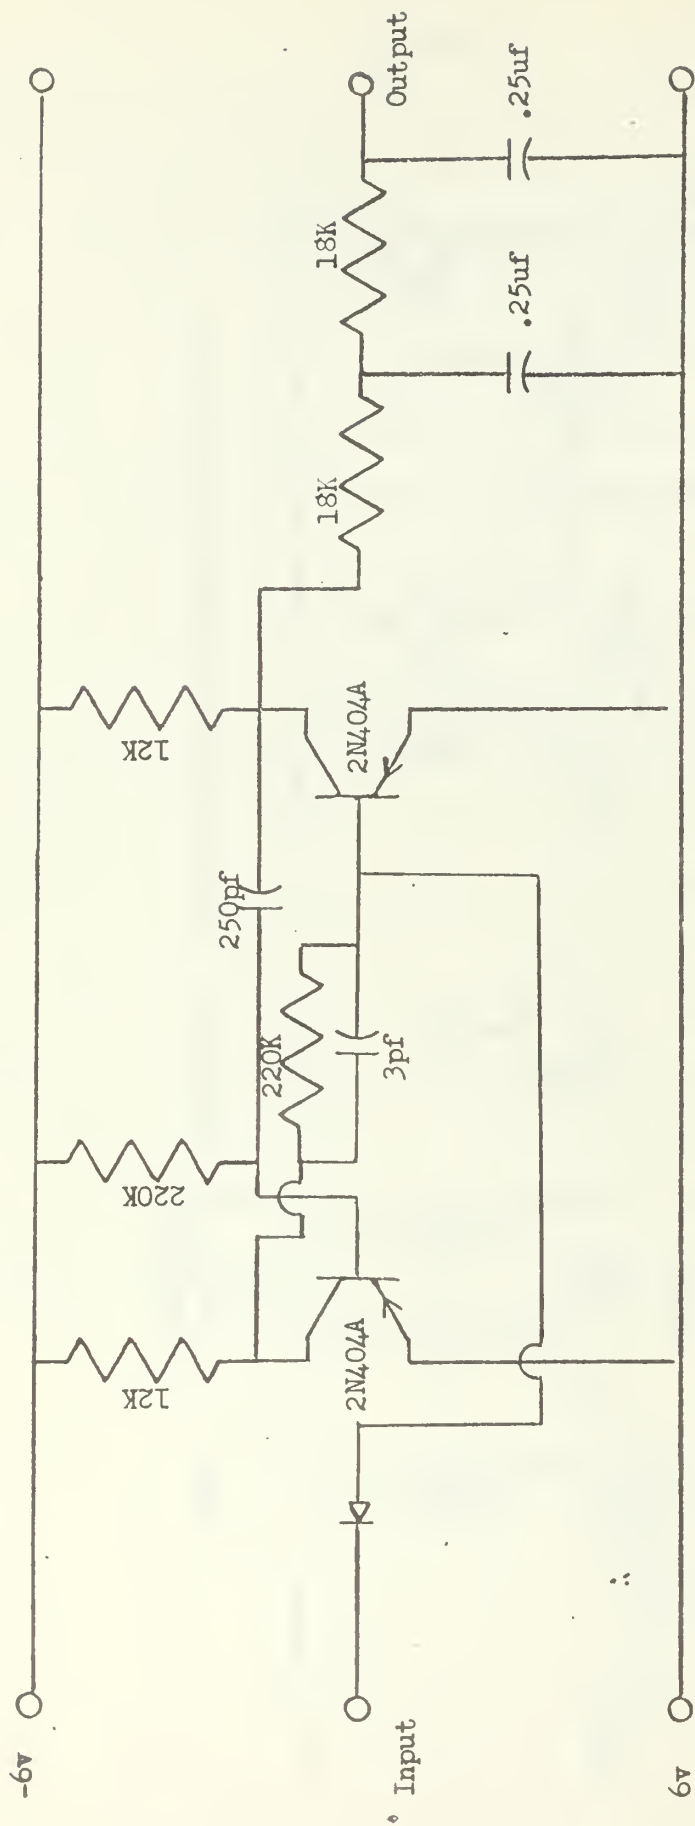 -6v
12K
220K
12K
250pf
220K
3pf
2N404A
2N404A
18K
18K
.25uf
.25uf
Input
Output
6v